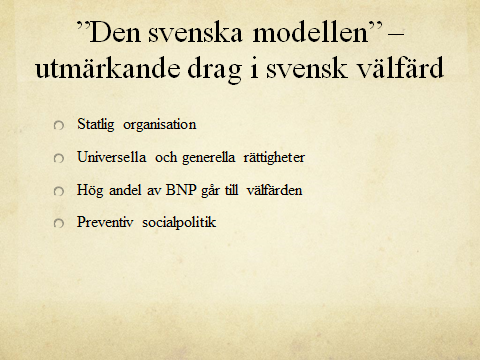 ”Den svenska modellen” –
utmärkande drag i svensk välfärd
Statlig organisation
Universella och generella rättigheter
Hög andel av BNP går till välfärden
Preventiv socialpolitik